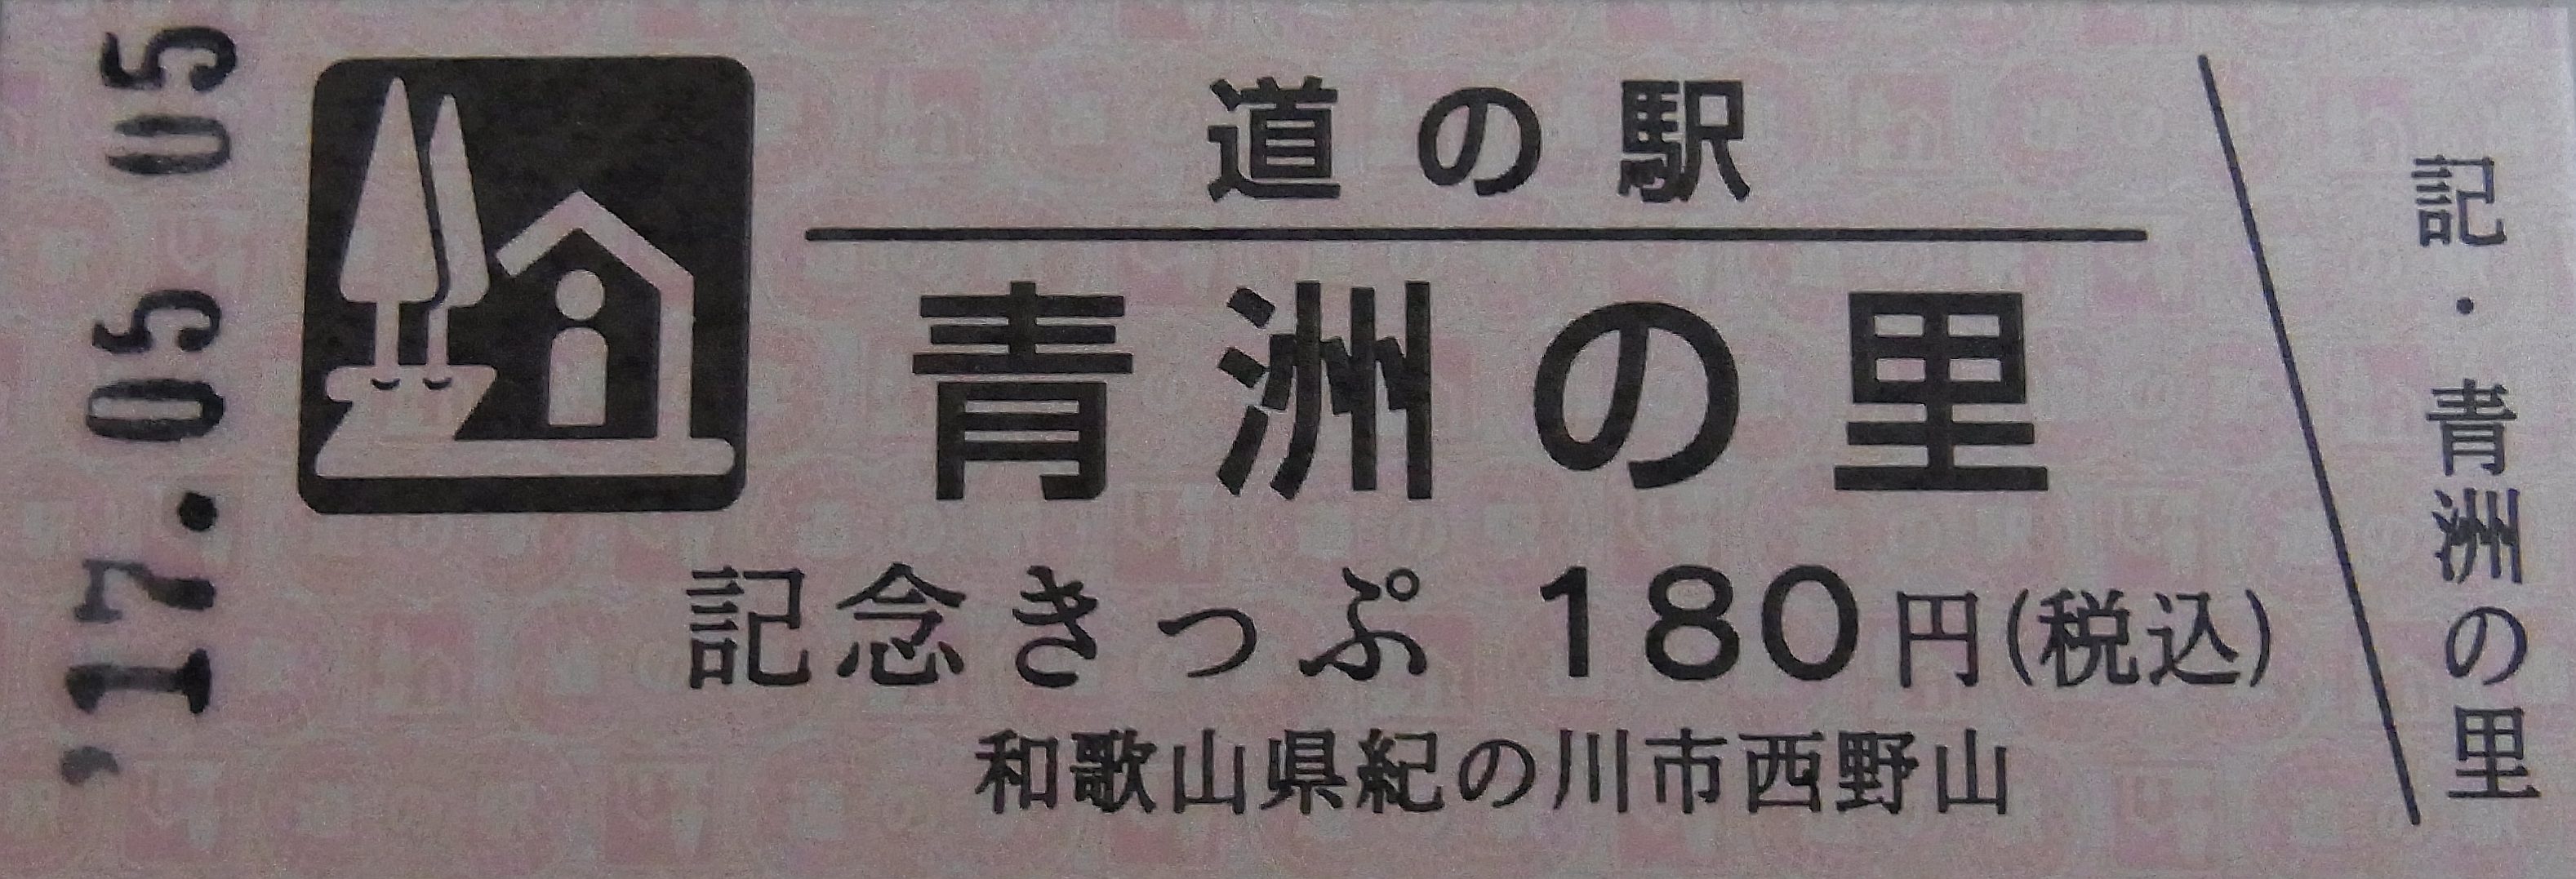 '17.05 05
道の駅
青洲の里
記念きっぷ 180円(税込)
和歌山県紀の川市西野山
記・青洲の里